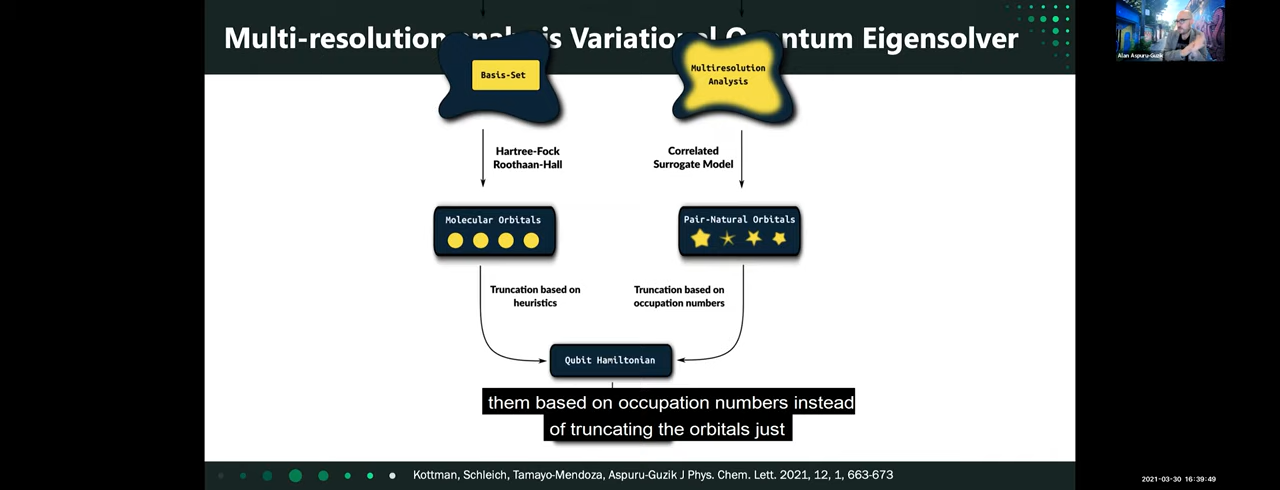 Multi-resolution analysis Variational Quantum Eigensolver
Alan Aspuru-Guzik
Basis-Set
Multiresolution
Analysis
Hartree-Fock
Roothaan-Hall
Correlated
Surrogate Model
Molecular Orbitals
Pair-Natural Orbitals
Truncation based on
heuristics
Truncation based on
occupation numbers
Qubit Hamiltonian
them based on occupation numbers instead
of truncating the orbitals just
Kottman, Schleich, Tamayo-Mendoza, Aspuru-Guzik J Phys. Chem. Lett. 2021, 12, 1, 663-673
2021-03-30 16:39:49